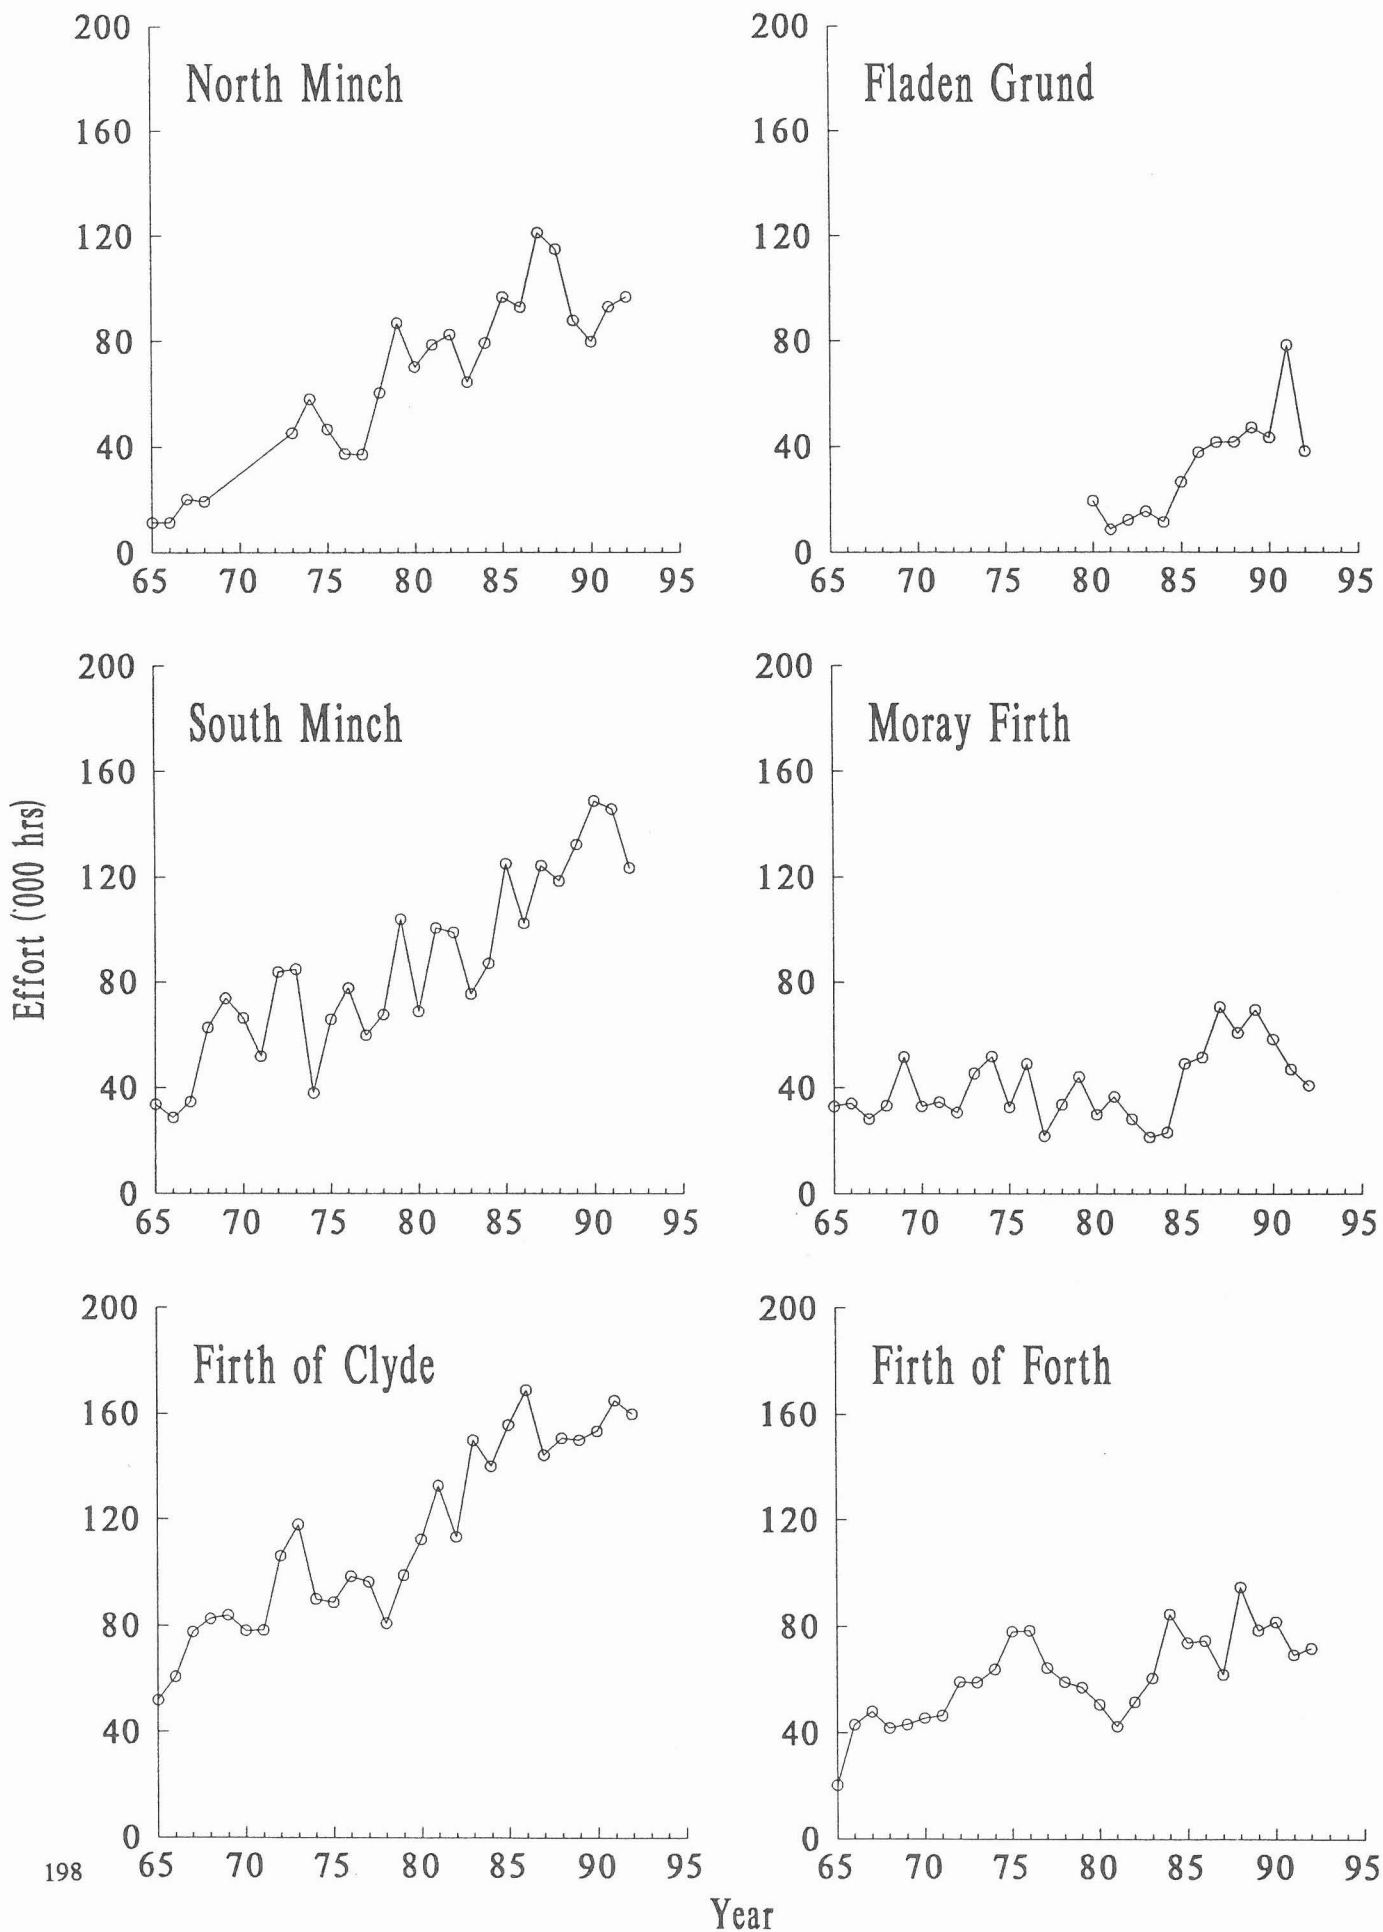 North Minch
200
160
120
80
40
0
65 70 75 80 85 90 95
Fladen Grund
200
160
120
80
40
0
65 70 75 80 85 90 95
South Minch
200
160
120
80
40
0
65 70 75 80 85 90 95
Moray Firth
200
160
120
80
40
0
65 70 75 80 85 90 95
Firth of Clyde
200
160
120
80
40
0
65 70 75 80 85 90 95
Firth of Forth
200
160
120
80
40
0
65 70 75 80 85 90 95
Effort ('000 hrs)
Year
198